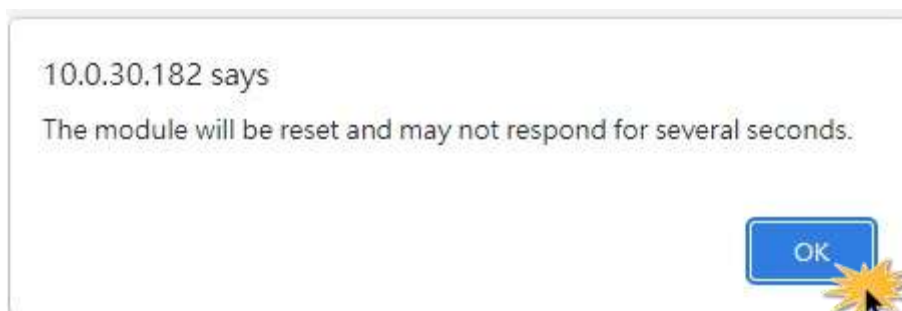 10.0.30.182 says
The module will be reset and may not respond for several seconds.
OK